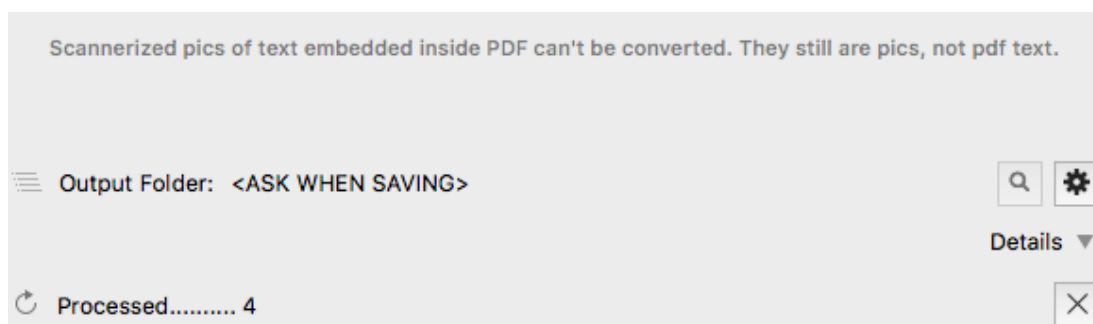 Scannerized pics of text embedded inside PDF can't be converted. They still are pics, not pdf text.
Output Folder: <ASK WHEN SAVING>
Details
Processed.......... 4